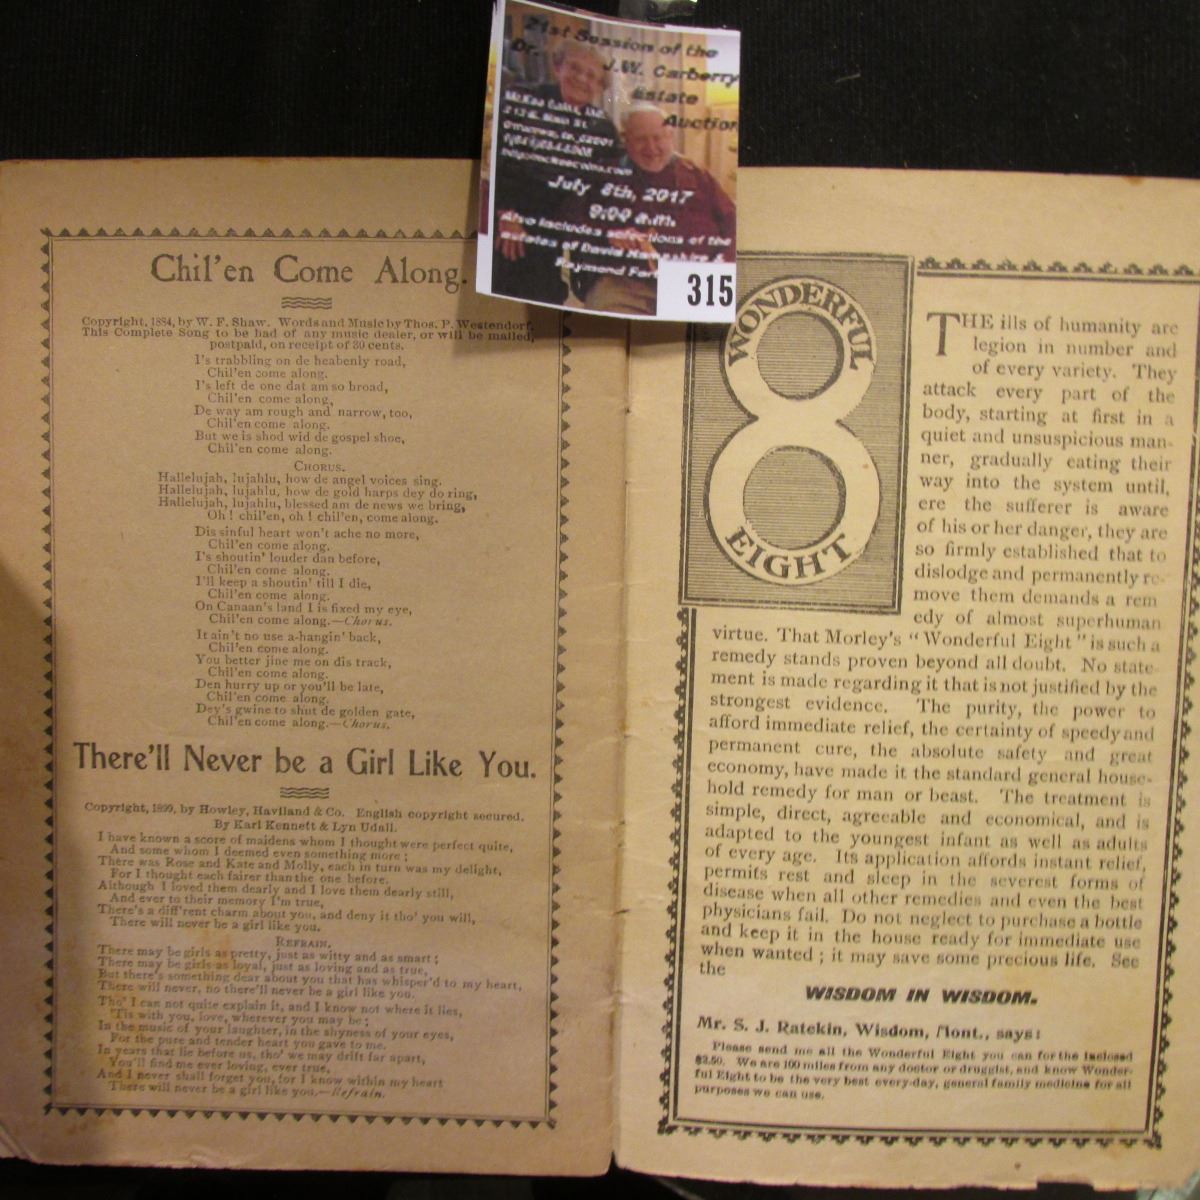 21st Session of the
Dr. J.W. Carberry
Estate
Auction
July 8th, 2017
9:00 a.m.
Also includes selections of the
estates of David Hampshire &
315
Chil'en Come Along.
Copyright, 1884, by W. F. Shaw. Words and Music by Thos. P. Westendorf.
This Complete Song to be had of any music dealer, or will be mailed,
postpaid, on receipt of 30 cents.
I's trabbling on de heabenly road,
Chil'en come along.
I's left de one dat am so broad,
Chil'en come along,
De way am rough and narrow, too,
Chil'en come along.
But we is shod wid de gospel shoe,
Chil'en come along.
CHORUS.
Hallelujah, lujahlu, how de angel voices sing.
Hallelujah, lujahlu, how de gold harps dey do ring,
Hallelujah, lujahlu, blessed am de news we bring,
Oh! chil'en, oh! chil'en, come along.
Dis sinful heart won't ache no more,
Chil'en come along.
I's shoutin' louder dan before,
Chil'en come along.
I'll keep a shoutin' till I die,
Chil'en come along.
On Canaan's land I is fixed my eye,
Chil'en come along.—Chorus.
It ain't no use a-hangin' back,
Chil'en come along.
You better jine me on dis track,
Chil'en come along.
Den hurry up or you'll be late,
Chil'en come along.
Dey's gwine to shut de golden gate,
Chil'en come along.—Chorus.
There'll Never be a Girl Like You.
Copyright, 1899, by Howley, Haviland & Co. English copyright secured.
By Karl Kennett & Lyn Udall.
I have known a score of maidens whom I thought were perfect quite,
And some whom I deemed even something more;
There was Rose and Kate and Molly, each in turn was my delight,
For I thought each fairer than the one before.
Although I loved them dearly and I love them dearly still,
And ever to their memory I'm true,
There's a diff'rent charm about you, and deny it tho' you will,
There will never be a girl like you.
REFRAIN.
There may be girls as pretty, just as witty and as smart;
There may be girls as loyal, just as loving and as true,
But there's something dear about you that has whisper'd to my heart,
There will never, no there'll never be a girl like you.
Tho' I can not quite explain it, and I know not where it lies,
'Tis with you, love, wherever you may be;
In the music of your laughter, in the shyness of your eyes,
For the pure and tender heart you gave to me.
In years that lie before us, tho' we may drift far apart,
You'll find me ever loving, ever true,
And I never shall forget you, for I know within my heart
There will never be a girl like you.—Refrain.
WONDERFUL
8
EIGHT
THE ills of humanity are
legion in number and
of every variety. They
attack every part of the
body, starting at first in a
quiet and unsuspicious man-
ner, gradually eating their
way into the system until,
ere the sufferer is aware
of his or her danger, they are
so firmly established that to
dislodge and permanently re-
move them demands a rem
edy of almost superhuman
virtue. That Morley's "Wonderful Eight" is such a
remedy stands proven beyond all doubt. No state-
ment is made regarding it that is not justified by the
strongest evidence. The purity, the power to
afford immediate relief, the certainty of speedy and
permanent cure, the absolute safety and great
economy, have made it the standard general house-
hold remedy for man or beast. The treatment is
simple, direct, agreeable and economical, and is
adapted to the youngest infant as well as adults
of every age. Its application affords instant relief,
permits rest and sleep in the severest forms of
disease when all other remedies and even the best
physicians fail. Do not neglect to purchase a bottle
and keep it in the house ready for immediate use
when wanted; it may save some precious life. See
the
WISDOM IN WISDOM.
Mr. S. J. Ratekin, Wisdom, Mont., says:
Please send me all the Wonderful Eight you can for the inclosed
$2.50. We are 100 miles from any doctor or druggist, and know Wonder-
ful Eight to be the very best every-day, general family medicine for all
purposes we can use.